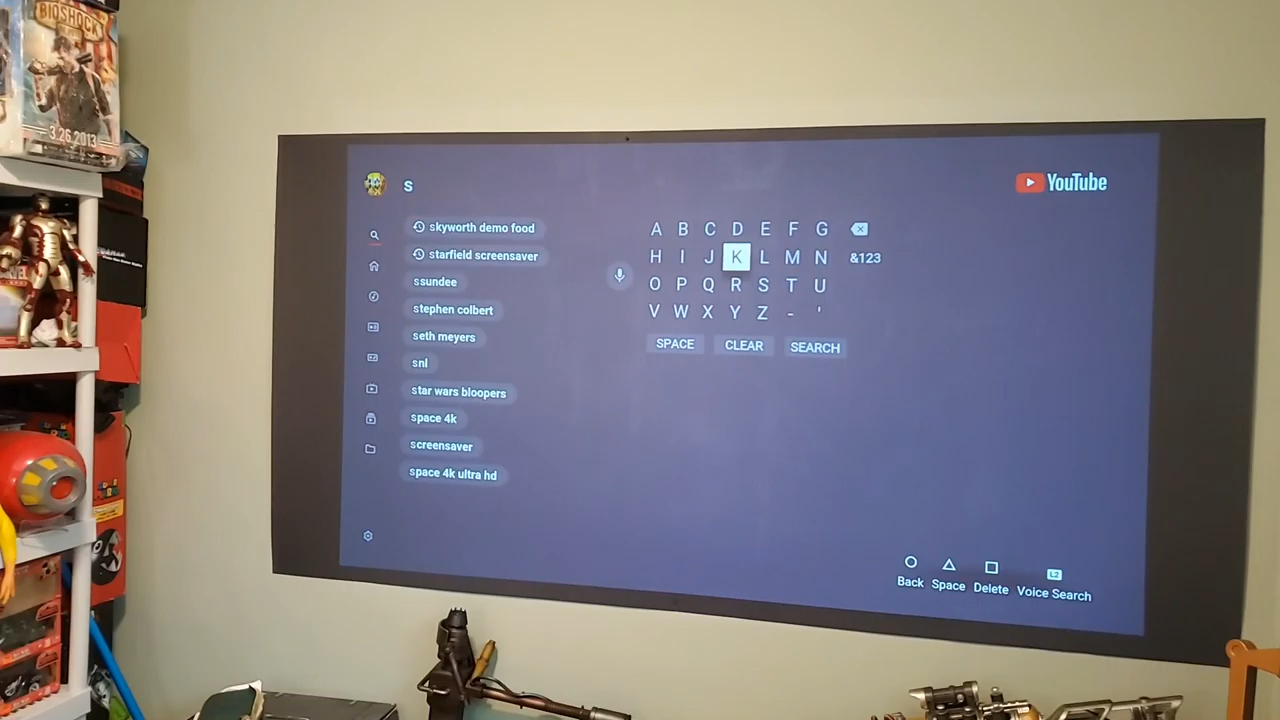 BIOSHOCK
3.26.2013
S
YouTube
skyworth demo food
starfield screensaver
ssundee
stephen colbert
seth meyers
snl
star wars bloopers
space 4k
screensaver
space 4k ultra hd
A B C D E F G
H I J K L M N &123
O P Q R S T U
V W X Y Z - '
SPACE CLEAR SEARCH
L2
Back Space Delete Voice Search